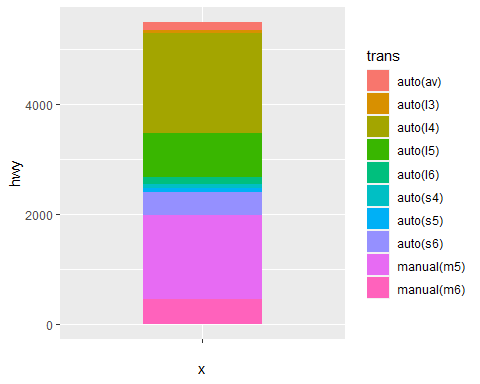 hwy
4000
2000
0
x
trans
auto(av)
auto(l3)
auto(l4)
auto(l5)
auto(l6)
auto(s4)
auto(s5)
auto(s6)
manual(m5)
manual(m6)